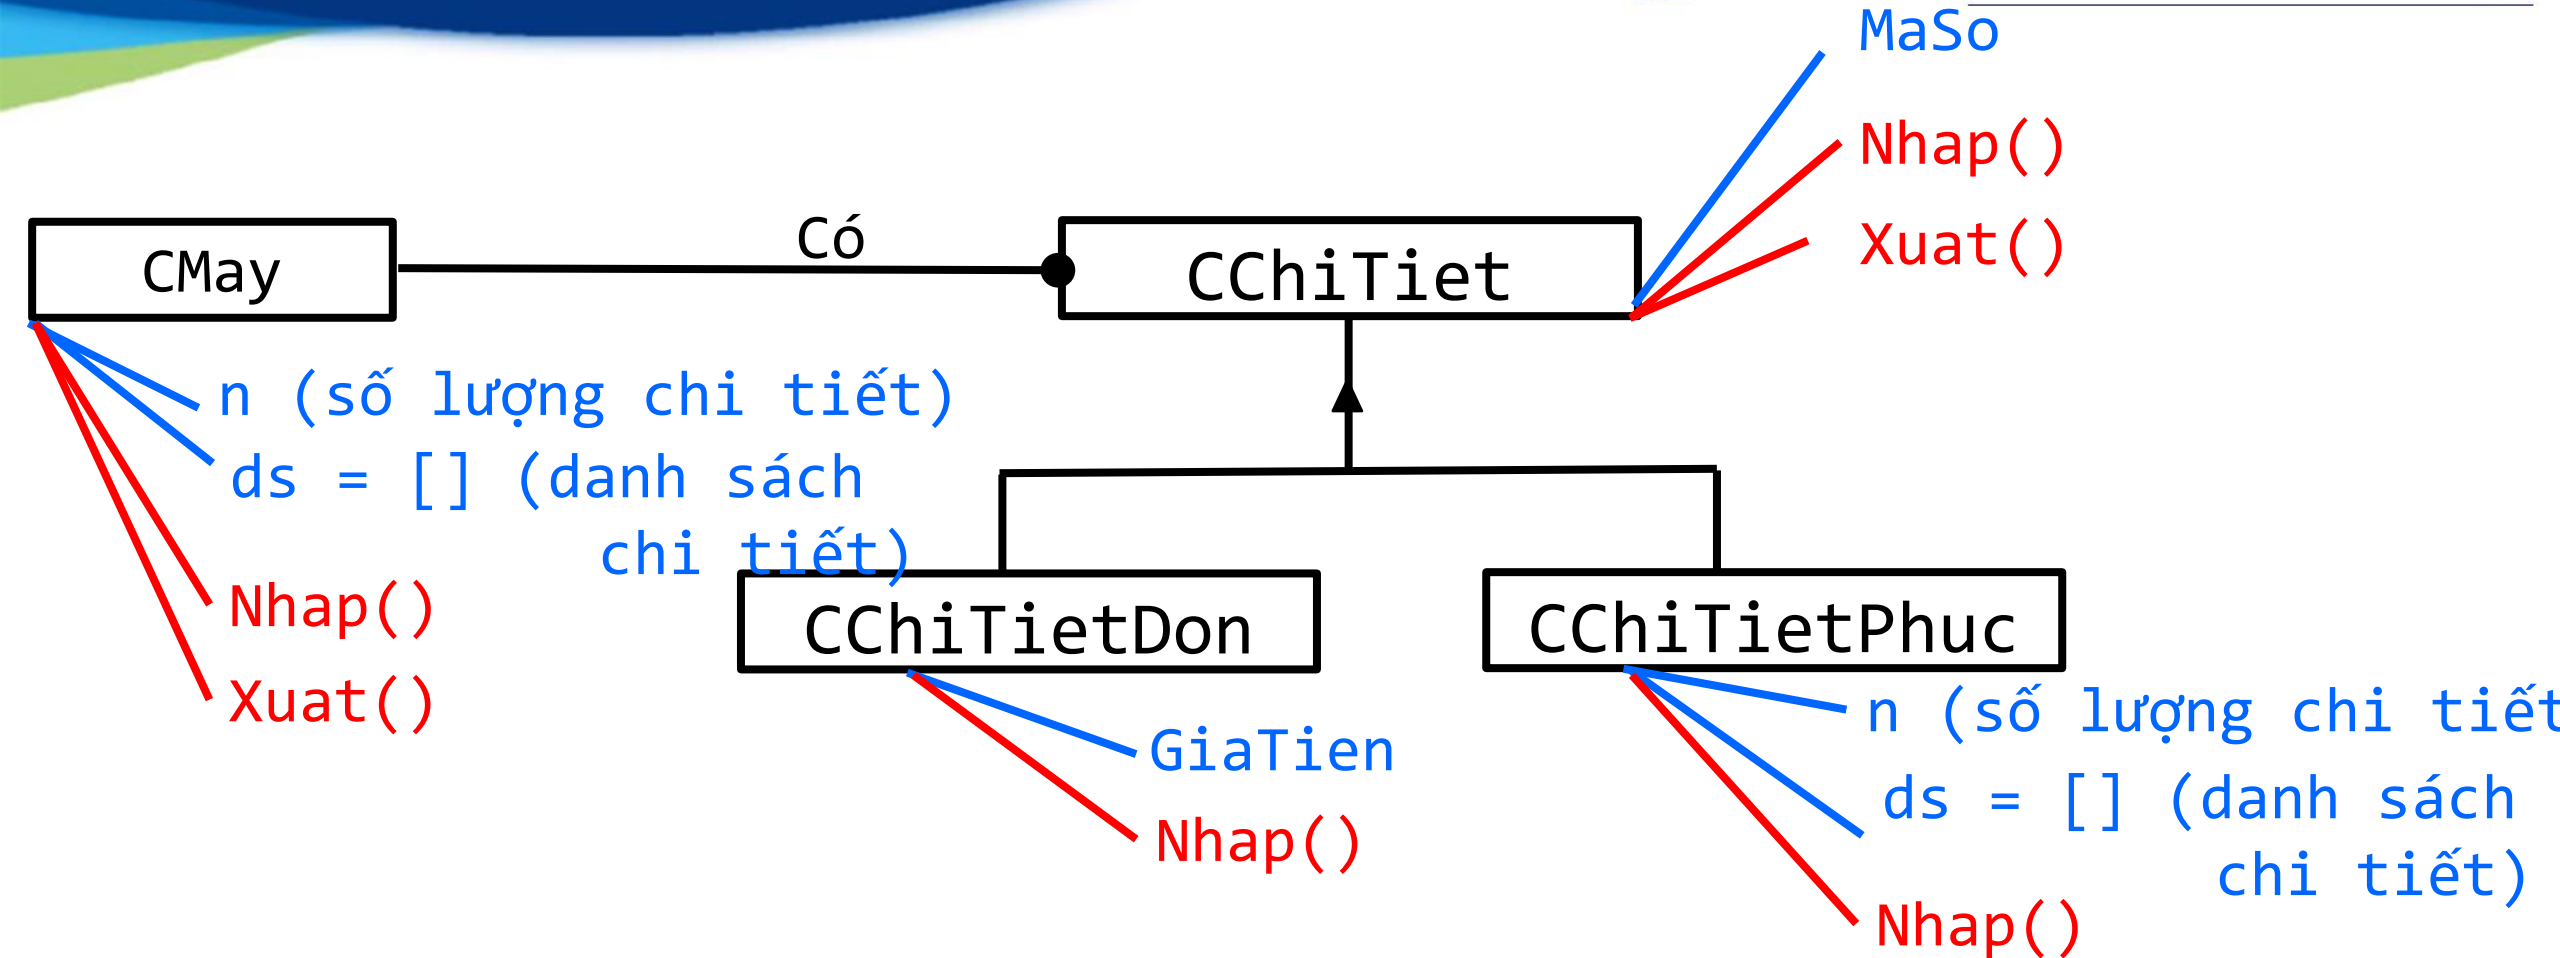 MaSo
Nhap()
Xuat()
Có
CMay
CChiTiet
n (số lượng chi tiết)
ds = [] (danh sách
chi tiết)
Nhap()
Xuat()
CChiTietDon
CChiTietPhuc
GiaTien
Nhap()
n (số lượng chi tiết
ds = [] (danh sách
chi tiết)
Nhap()